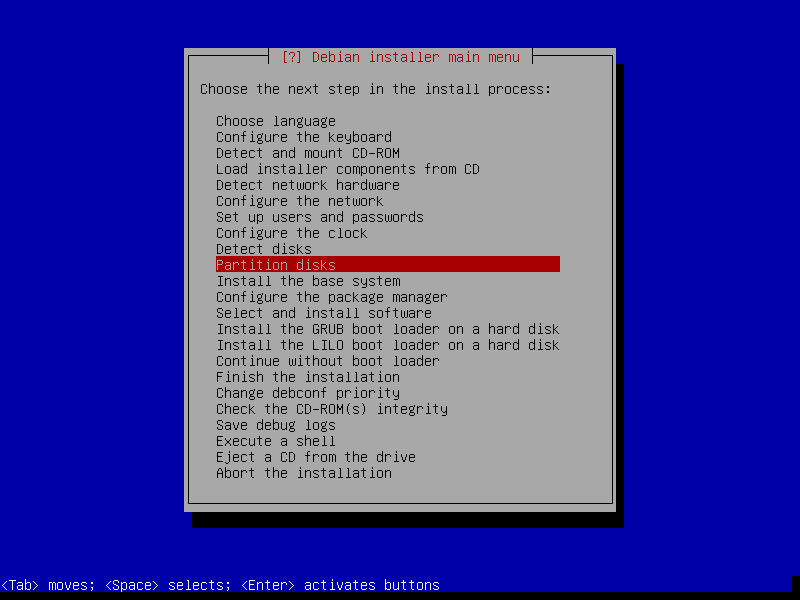 [?] Debian installer main menu
Choose the next step in the install process:
Choose language
Configure the keyboard
Detect and mount CD-ROM
Load installer components from CD
Detect network hardware
Configure the network
Set up users and passwords
Configure the clock
Detect disks
Partition disks
Install the base system
Configure the package manager
Select and install software
Install the GRUB boot loader on a hard disk
Install the LILO boot loader on a hard disk
Continue without boot loader
Finish the installation
Change debconf priority
Check the CD-ROM(s) integrity
Save debug logs
Execute a shell
Eject a CD from the drive
Abort the installation
<Tab> moves; <Space> selects; <Enter> activates buttons